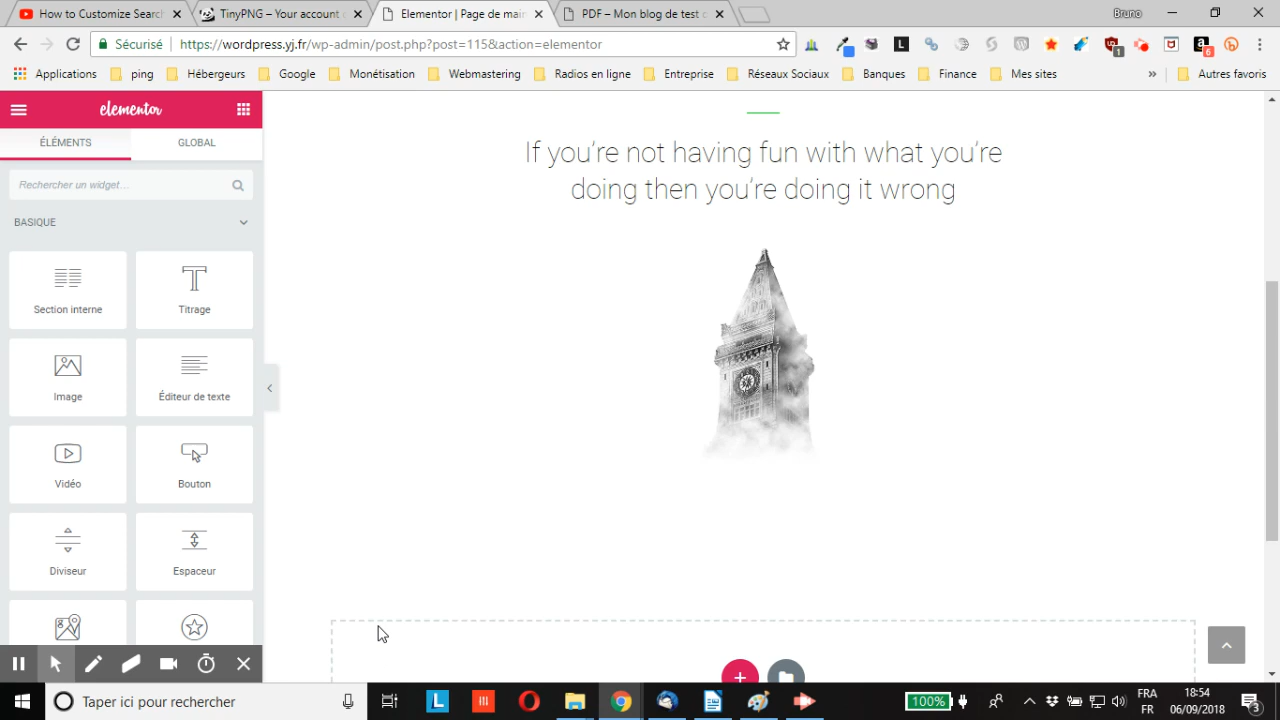 How to Customize Searc
TinyPNG – Your account
Elementor | Page de main
PDF – Mon blog de test c
Bruno
Sécurisé
https://wordpress.yj.fr/wp-admin/post.php?post=115&action=elementor
L
1
6
Applications
ping
Hébergeurs
Google
Monétisation
Webmastering
Radios en ligne
Entreprise
Réseaux Sociaux
Banques
Finance
Mes sites
»
Autres favoris
elementor
ÉLÉMENTS
GLOBAL
Rechercher un widget...
BASIQUE
Section interne
Titrage
Image
Éditeur de texte
Vidéo
Bouton
Diviseur
Espaceur
If you're not having fun with what you're
doing then you're doing it wrong
Taper ici pour rechercher
L
100%
FRA
FR
18:54
06/09/2018
3